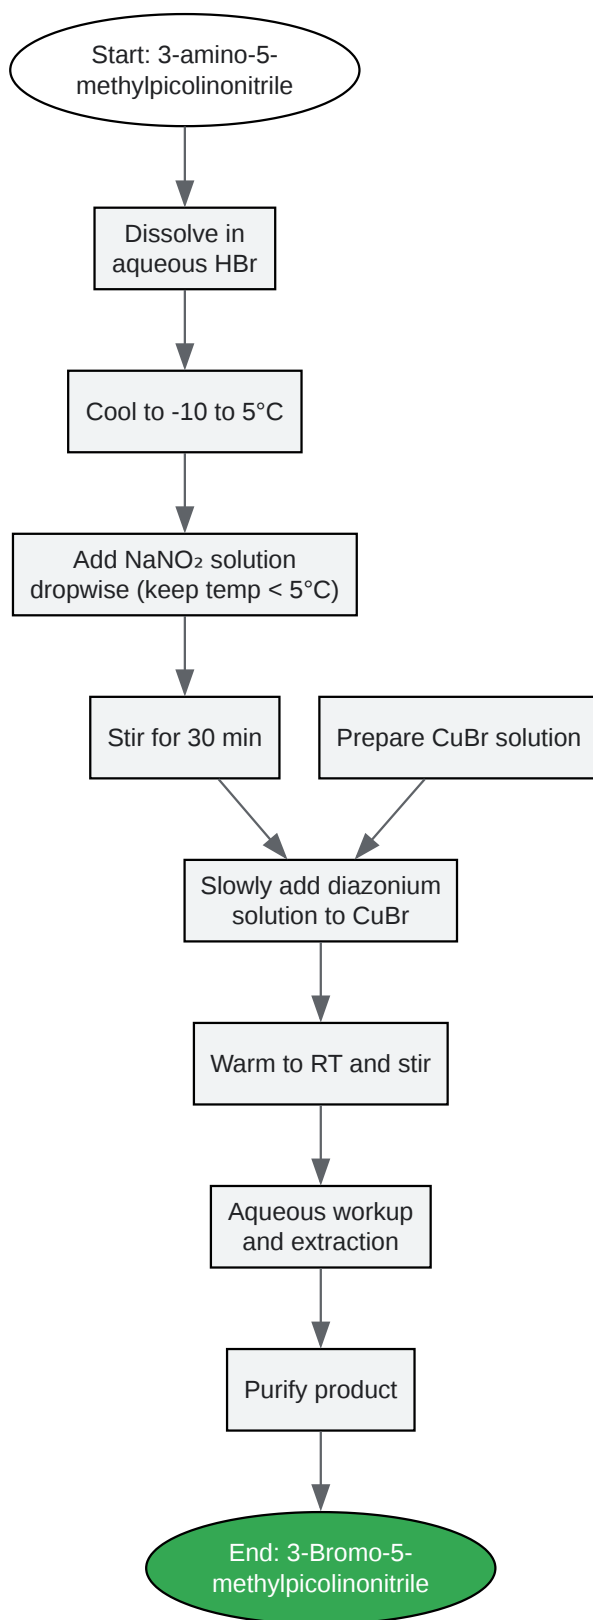 Start: 3-amino-5-
methylpicolinonitrile
Dissolve in
aqueous HBr
Cool to -10 to 5°C
Add NaNO₂ solution
dropwise (keep temp < 5°C)
Stir for 30 min
Prepare CuBr solution
Slowly add diazonium
solution to CuBr
Warm to RT and stir
Aqueous workup
and extraction
Purify product
End: 3-Bromo-5-
methylpicolinonitrile